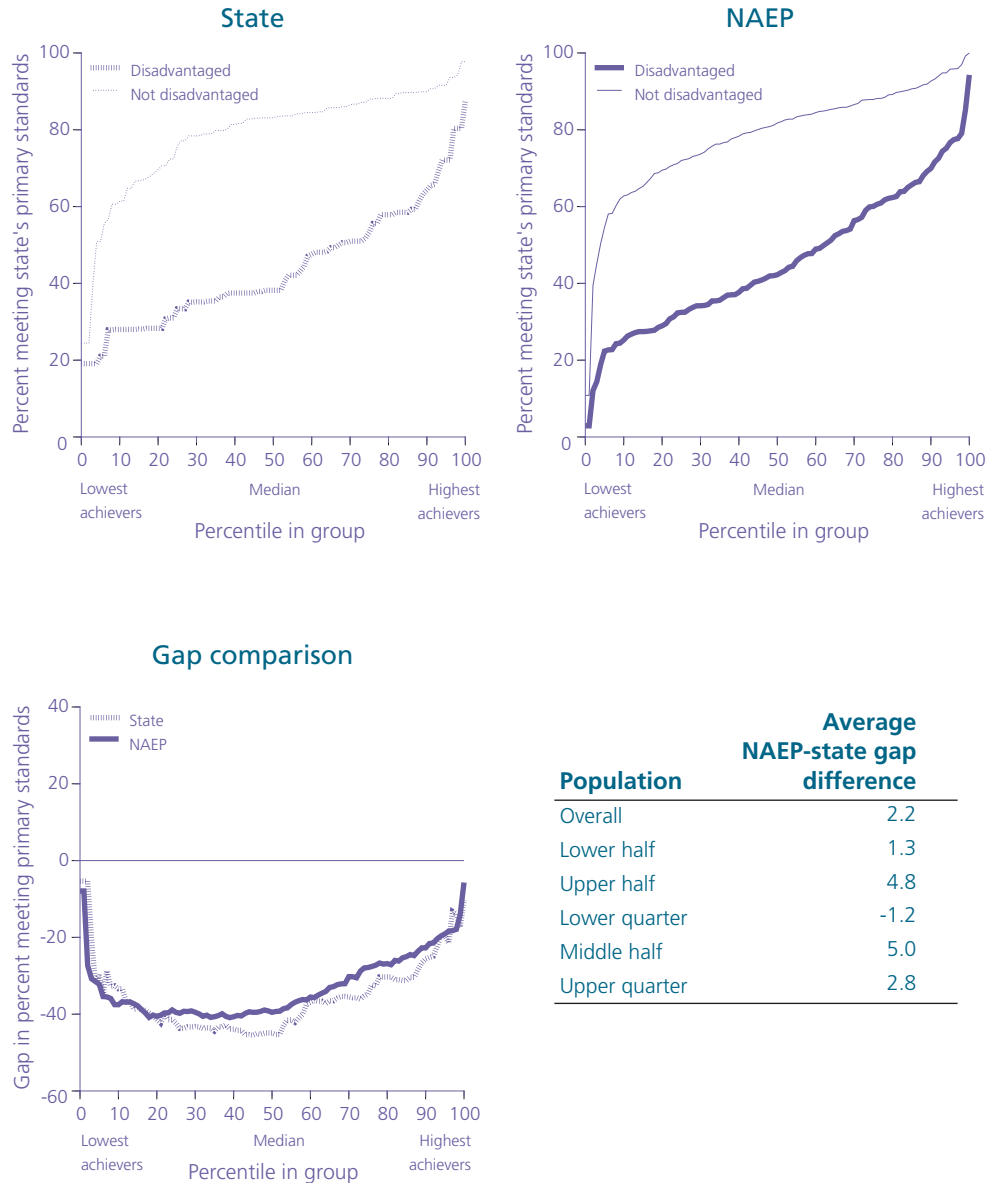 State
Percent meeting state's primary standards
100
80
60
40
20
0
Disadvantaged
Not disadvantaged
0 10 20 30 40 50 60 70 80 90 100
Lowest achievers
Median
Highest achievers
Percentile in group
NAEP
Percent meeting state's primary standards
100
80
60
40
20
0
Disadvantaged
Not disadvantaged
0 10 20 30 40 50 60 70 80 90 100
Lowest achievers
Median
Highest achievers
Percentile in group
Gap comparison
Gap in percent meeting primary standards
40
20
0
-20
-40
-60
State
NAEP
0 10 20 30 40 50 60 70 80 90 100
Lowest achievers
Median
Highest achievers
Percentile in group
Average
NAEP-state gap
Population difference
Overall 2.2
Lower half 1.3
Upper half 4.8
Lower quarter -1.2
Middle half 5.0
Upper quarter 2.8